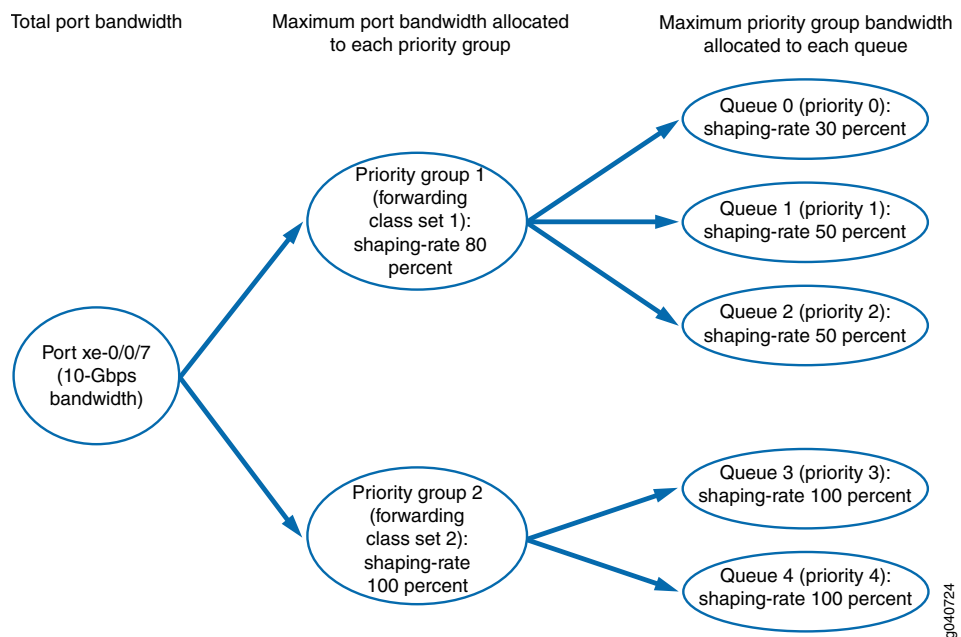 Total port bandwidth
Maximum port bandwidth allocated
to each priority group
Maximum priority group bandwidth
allocated to each queue
Port xe-0/0/7
(10-Gbps
bandwidth)
Priority group 1
(forwarding
class set 1):
shaping-rate 80
percent
Queue 0 (priority 0):
shaping-rate 30 percent
Queue 1 (priority 1):
shaping-rate 50 percent
Queue 2 (priority 2):
shaping-rate 50 percent
Priority group 2
(forwarding
class set 2):
shaping-rate
100 percent
Queue 3 (priority 3):
shaping-rate 100 percent
Queue 4 (priority 4):
shaping-rate 100 percent
g040724